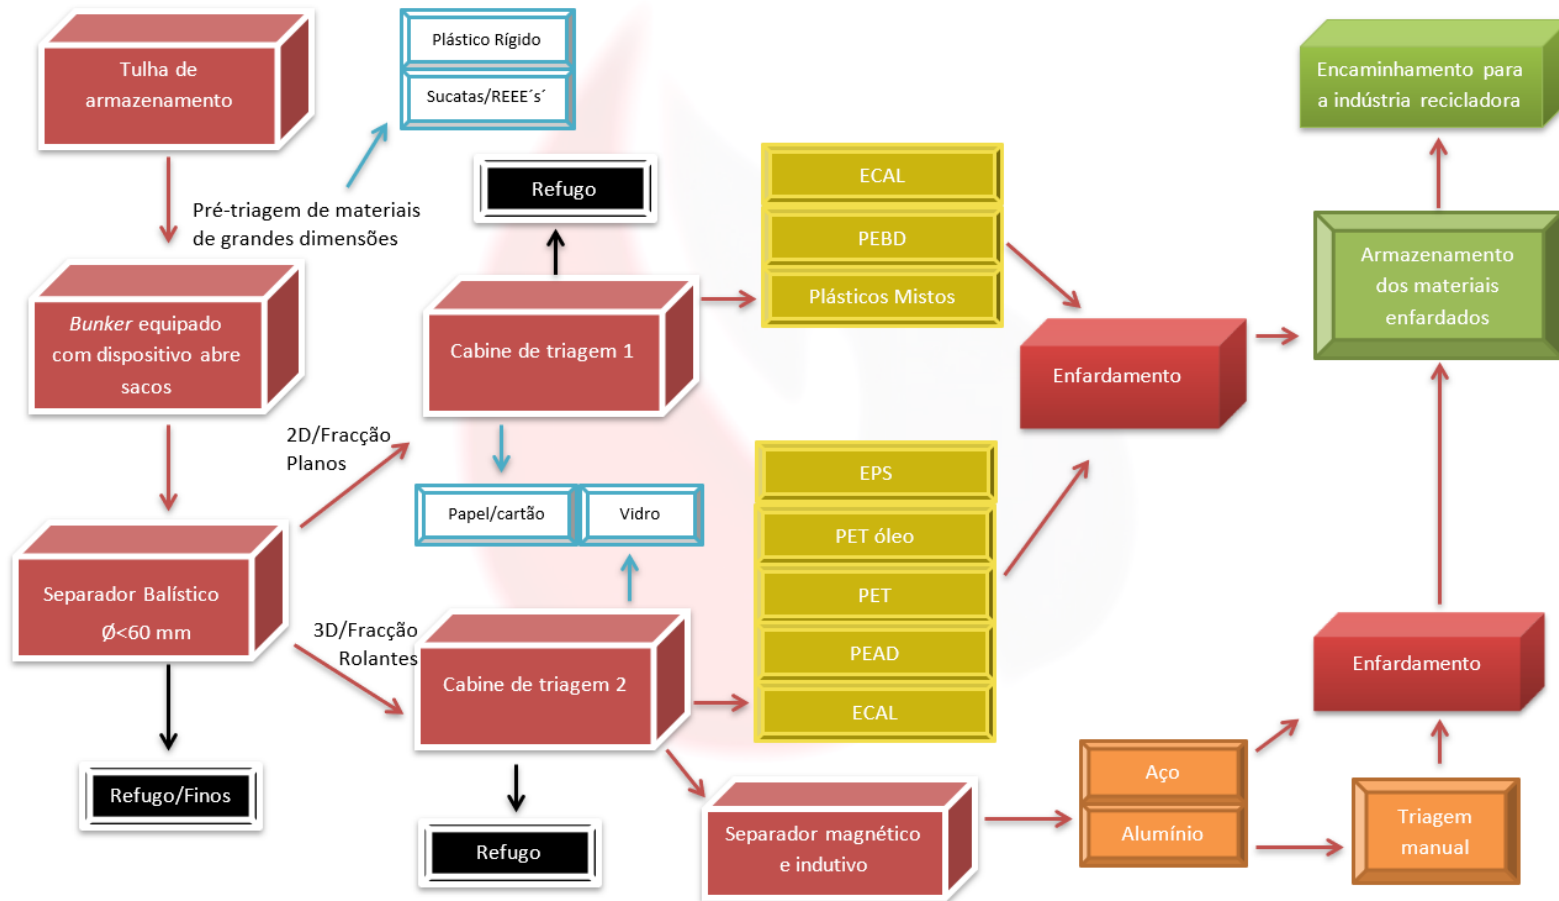 Tulha de
armazenamento
Plástico Rígido
Sucatas/REEE´s´
Pré-triagem de materiais
de grandes dimensões
Bunker equipado
com dispositivo abre
sacos
Separador Balístico
Ø<60 mm
Refugo/Finos
2D/Fracção
Planos
3D/Fracção
Rolantes
Refugo
Cabine de triagem 1
Papel/cartão
Vidro
Cabine de triagem 2
Refugo
ECAL
PEBD
Plásticos Mistos
EPS
PET óleo
PET
PEAD
ECAL
Separador magnético
e indutivo
Enfardamento
Aço
Alumínio
Triagem
manual
Enfardamento
Armazenamento
dos materiais
enfardados
Encaminhamento para
a indústria recicladora